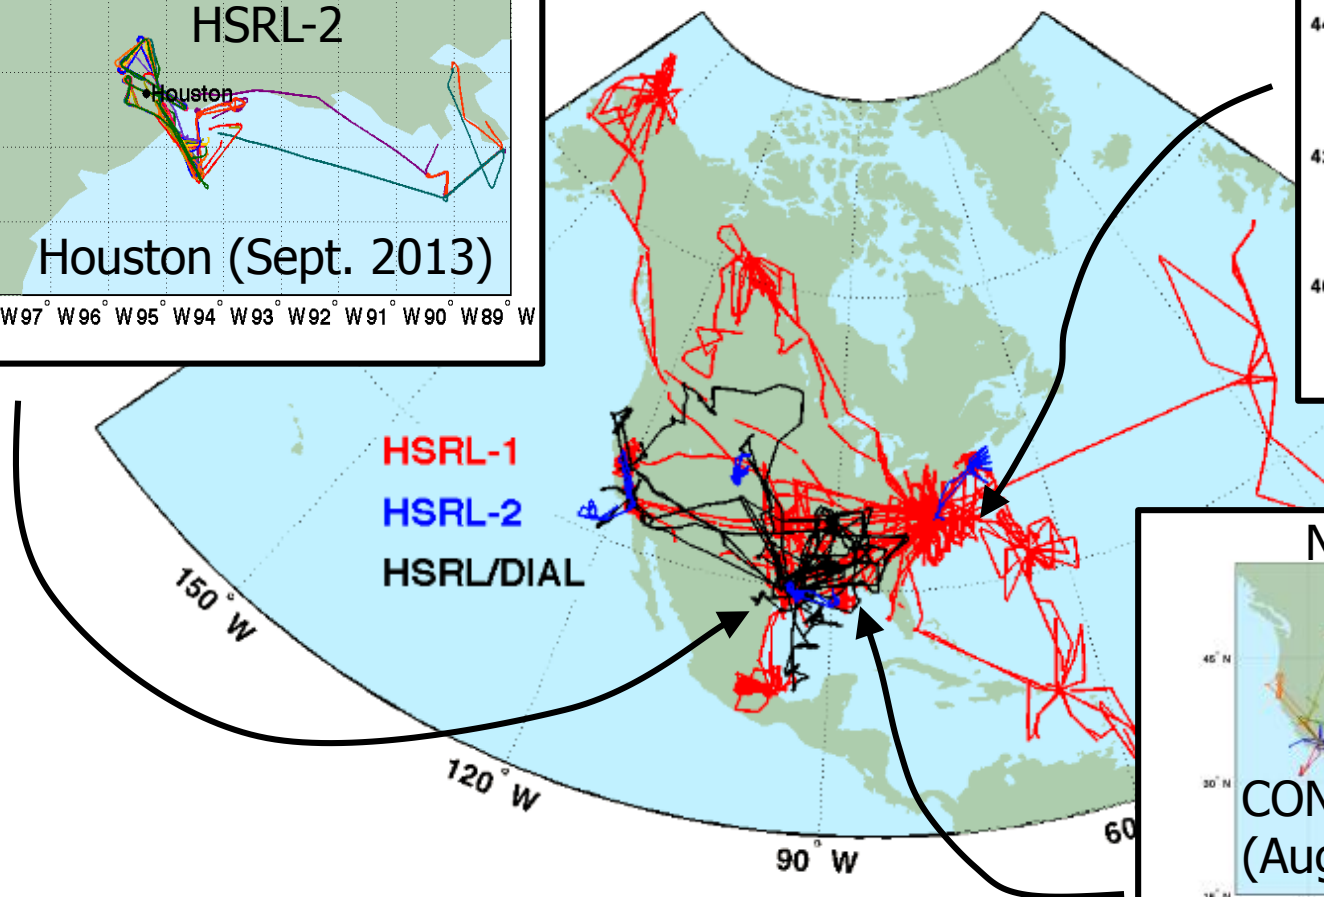 HSRL-2
Houston
Houston (Sept. 2013)
W97° W96° W95° W94° W93° W92° W91° W90° W89° W
HSRL-1
HSRL-2
HSRL/DIAL
150° W
120° W
90° W
60
N
45° N
30° N
CON
(Aug